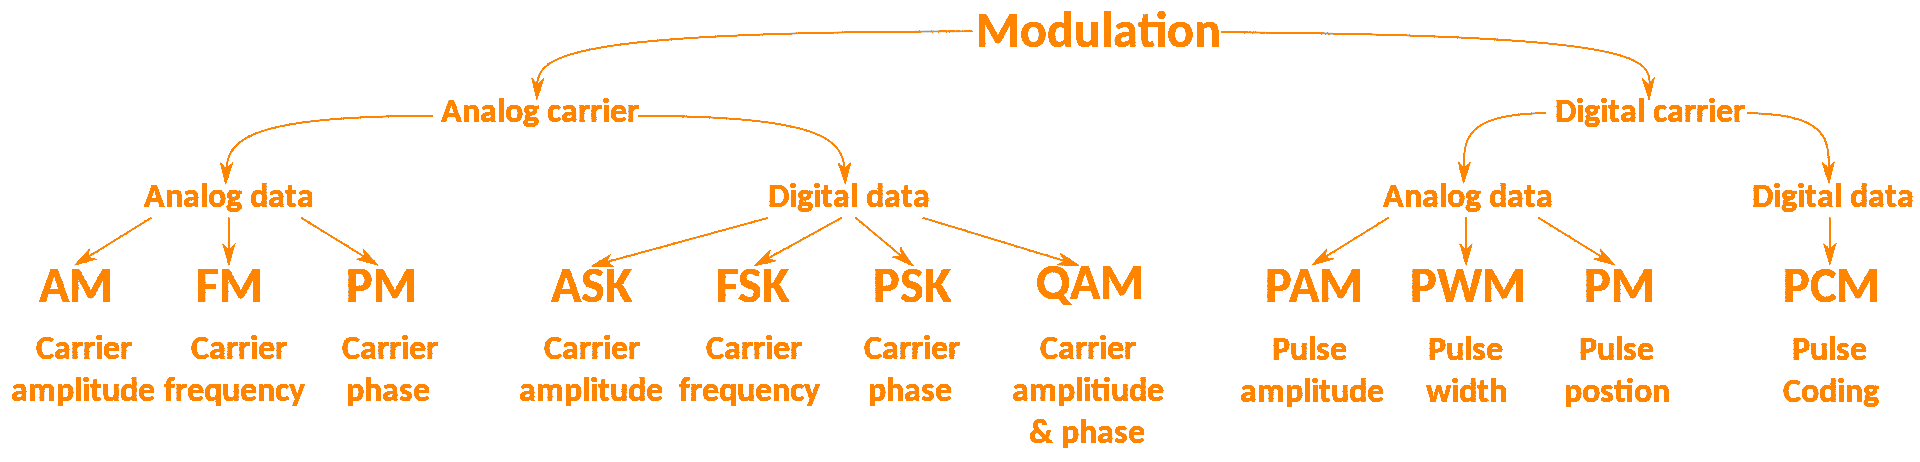 Modulation
Analog carrier
Digital carrier
Analog data
Digital data
Analog data
Digital data
AM
FM
PM
ASK
FSK
PSK
QAM
PAM
PWM
PM
PCM
Carrier
amplitude
Carrier
frequency
Carrier
phase
Carrier
amplitude
Carrier
frequency
Carrier
phase
Carrier
amplitiude
& phase
Pulse
amplitude
Pulse
width
Pulse
postion
Pulse
Coding